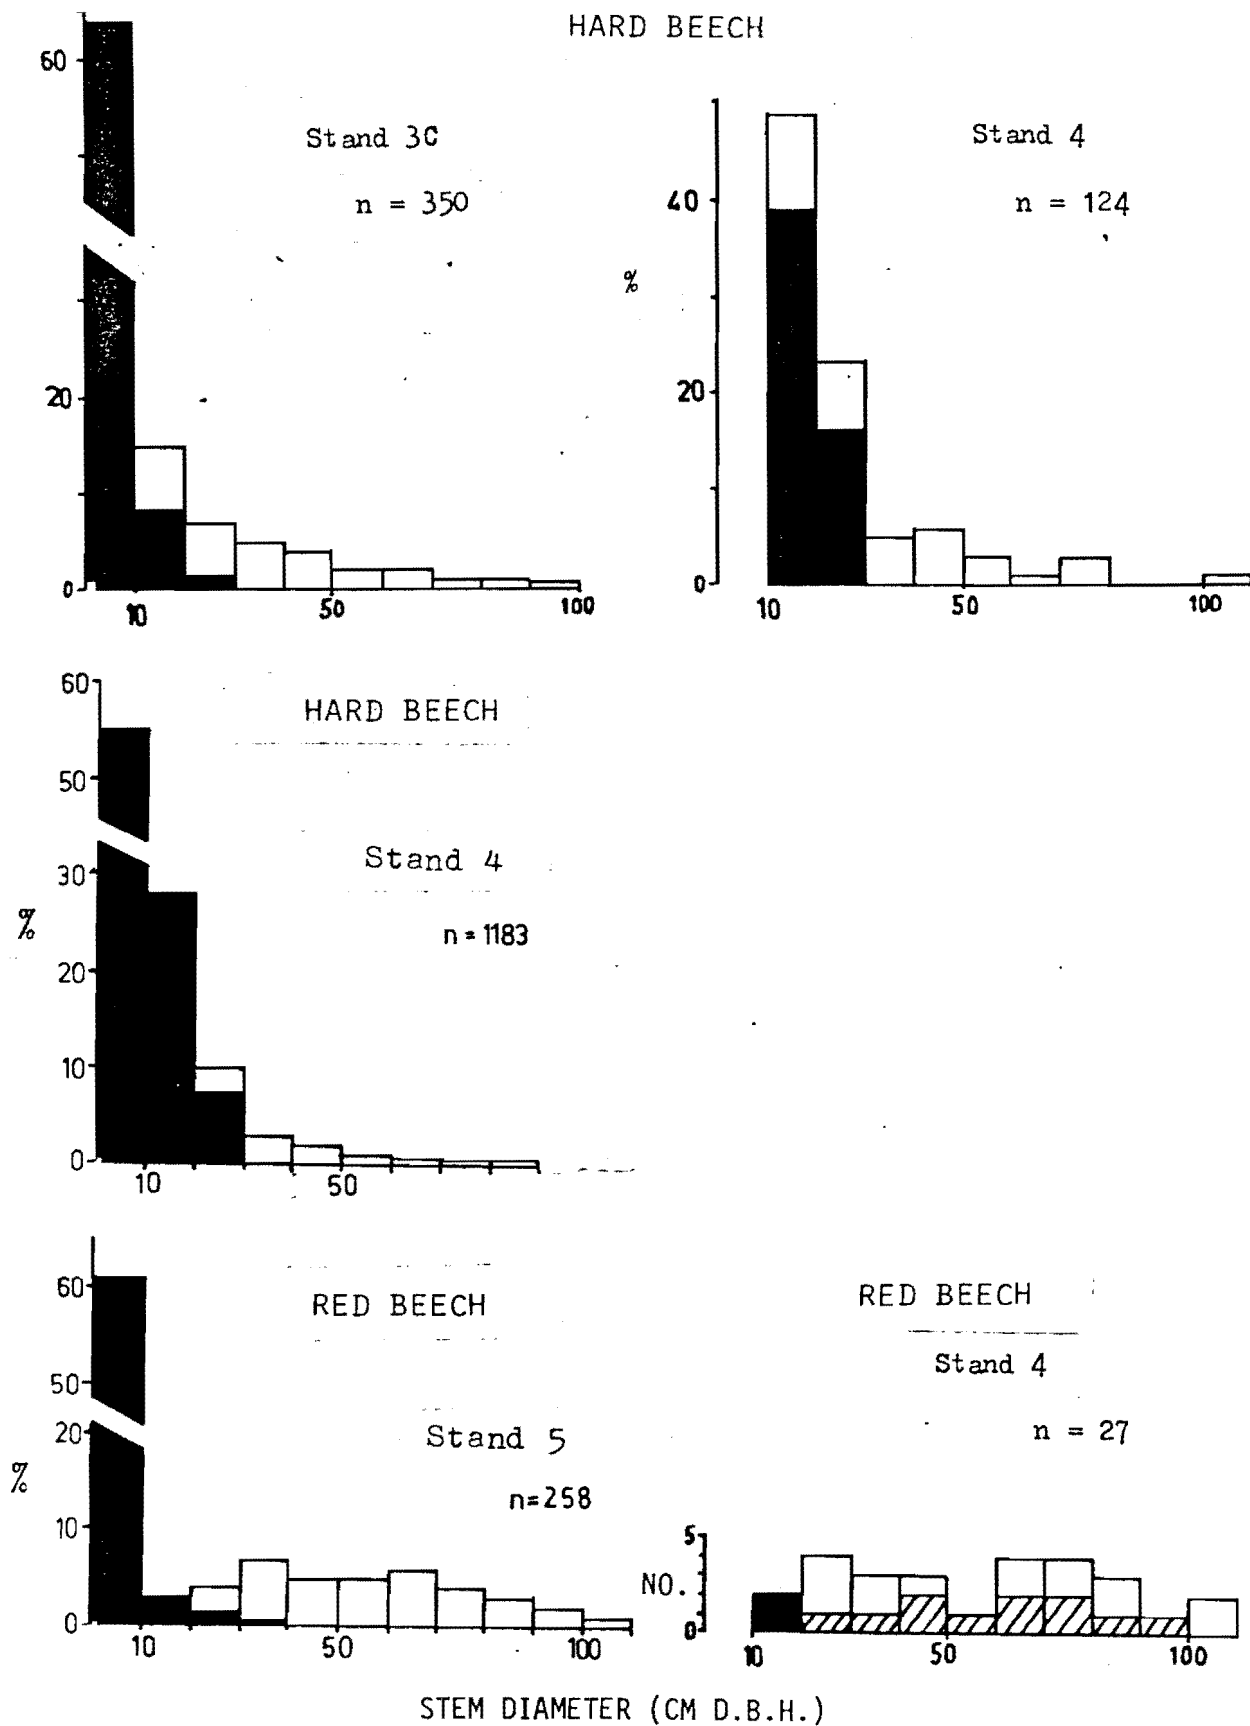 HARD BEECH
60
20
0
10
50
100
Stand 3C
n = 350
%
40
20
0
10
50
100
Stand 4
n = 124
%
60
50
30
20
10
0
10
50
HARD BEECH
Stand 4
n=1183
%
60
50
20
10
0
10
50
100
RED BEECH
Stand 5
n=258
RED BEECH
Stand 4
n = 27
NO.
5
0
10
50
100
STEM DIAMETER (CM D.B.H.)